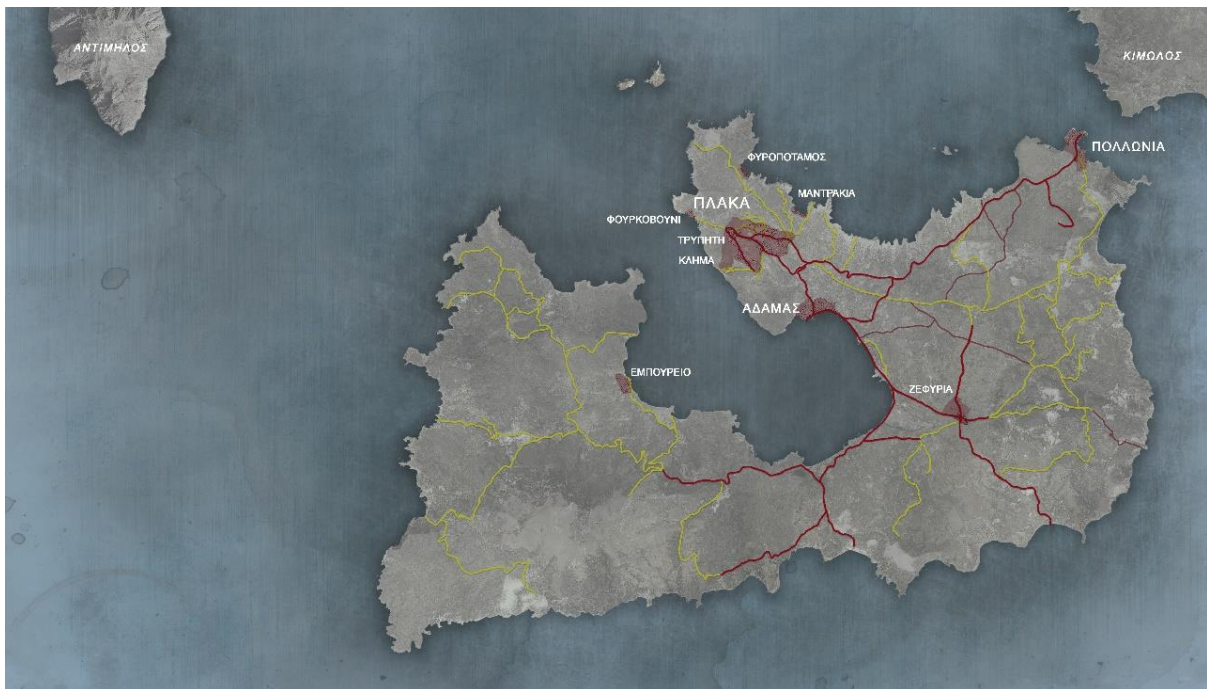 ΑΝΤΙΜΗΛΟΣ
ΚΙΜΩΛΟΣ
ΠΟΛΛΩΝΙΑ
ΦΥΡΟΠΟΤΑΜΟΣ
ΜΑΝΤΡΑΚΙΑ
ΠΛΑΚΑ
ΦΟΥΡΚΟΒΟΥΝΙ
ΤΡΥΠΗΤΗ
ΚΛΗΜΑ
ΑΔΑΜΑΣ
ΕΜΠΟΥΡΕΙΟ
ΖΕΦΥΡΙΑ